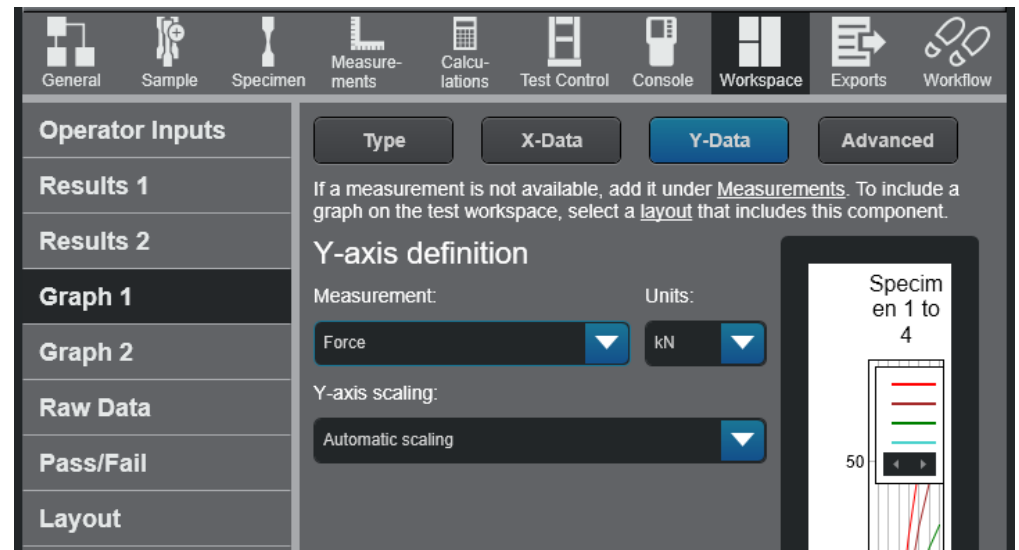 General
Sample
Specimen
Measure-
ments
Calcu-
lations
Test Control
Console
Workspace
Exports
Workflow
Operator Inputs
Results 1
Results 2
Graph 1
Graph 2
Raw Data
Pass/Fail
Layout
Type
X-Data
Y-Data
Advanced
If a measurement is not available, add it under Measurements. To include a
graph on the test workspace, select a layout that includes this component.
Y-axis definition
Measurement:
Units:
Force
kN
Y-axis scaling:
Automatic scaling
Specim
en 1 to
4
50